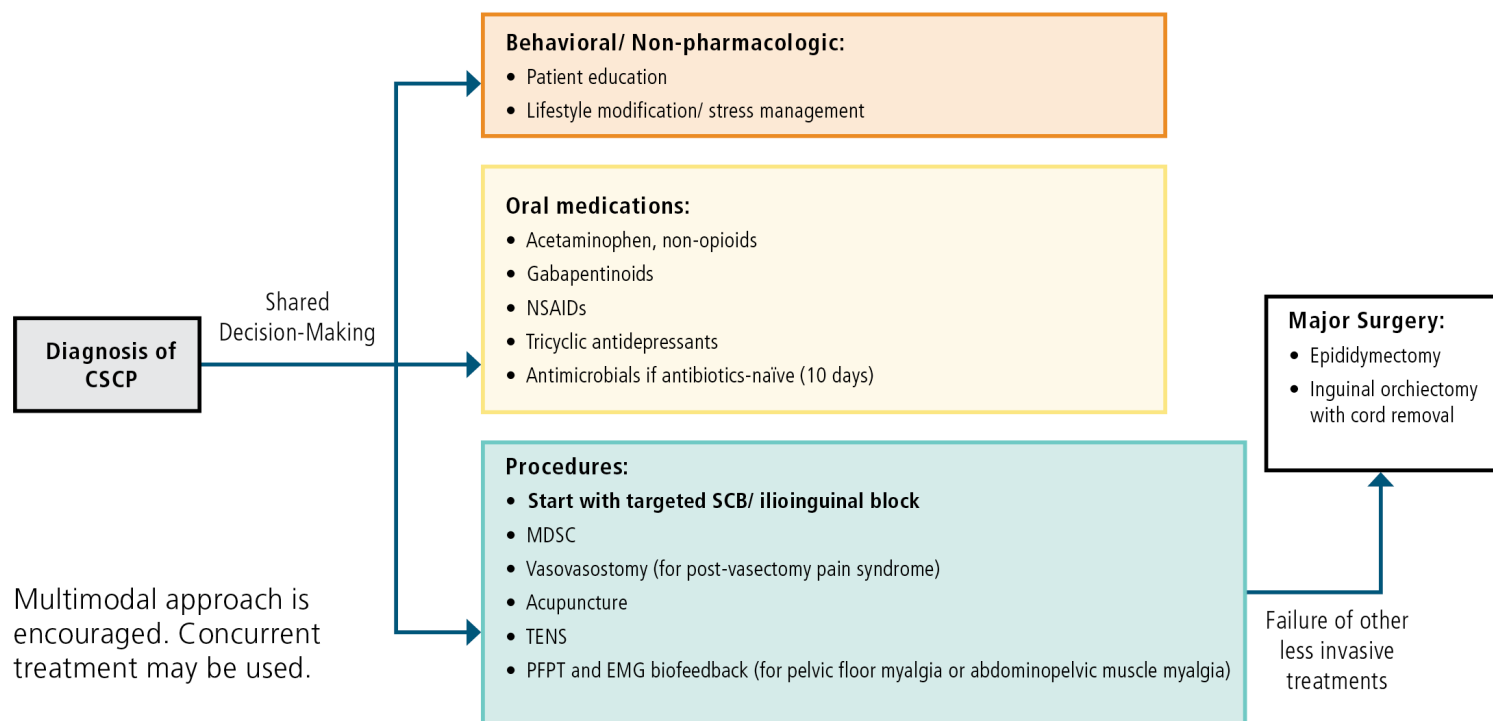 Behavioral/ Non-pharmacologic:
• Patient education
• Lifestyle modification/ stress management
Oral medications:
• Acetaminophen, non-opioids
• Gabapentinoids
• NSAIDs
• Tricyclic antidepressants
• Antimicrobials if antibiotics-naïve (10 days)
Shared
Decision-Making
Diagnosis of
CSCP
Major Surgery:
• Epididymectomy
• Inguinal orchiectomy
with cord removal
Procedures:
• Start with targeted SCB/ ilioinguinal block
• MDSC
• Vasovasostomy (for post-vasectomy pain syndrome)
• Acupuncture
• TENS
• PFPT and EMG biofeedback (for pelvic floor myalgia or abdominopelvic muscle myalgia)
Multimodal approach is
encouraged. Concurrent
treatment may be used.
Failure of other
less invasive
treatments